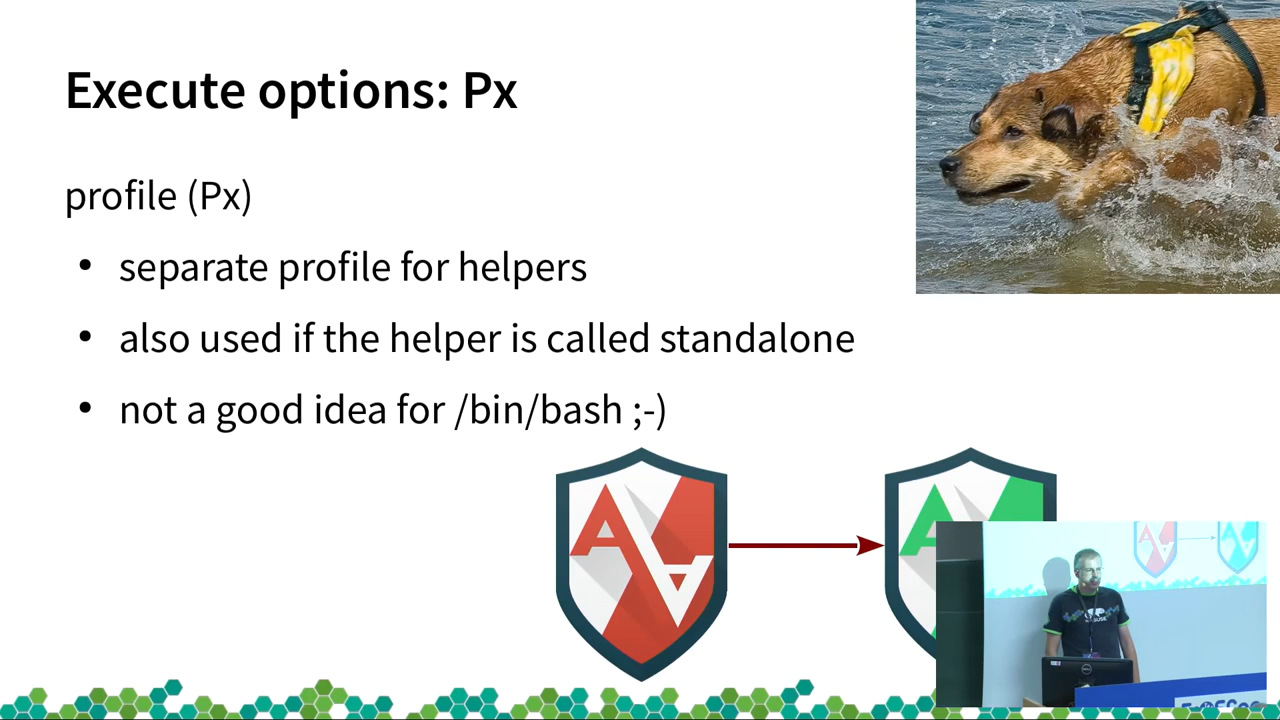 Execute options: Px
profile (Px)
• separate profile for helpers
• also used if the helper is called standalone
• not a good idea for /bin/bash ;-)